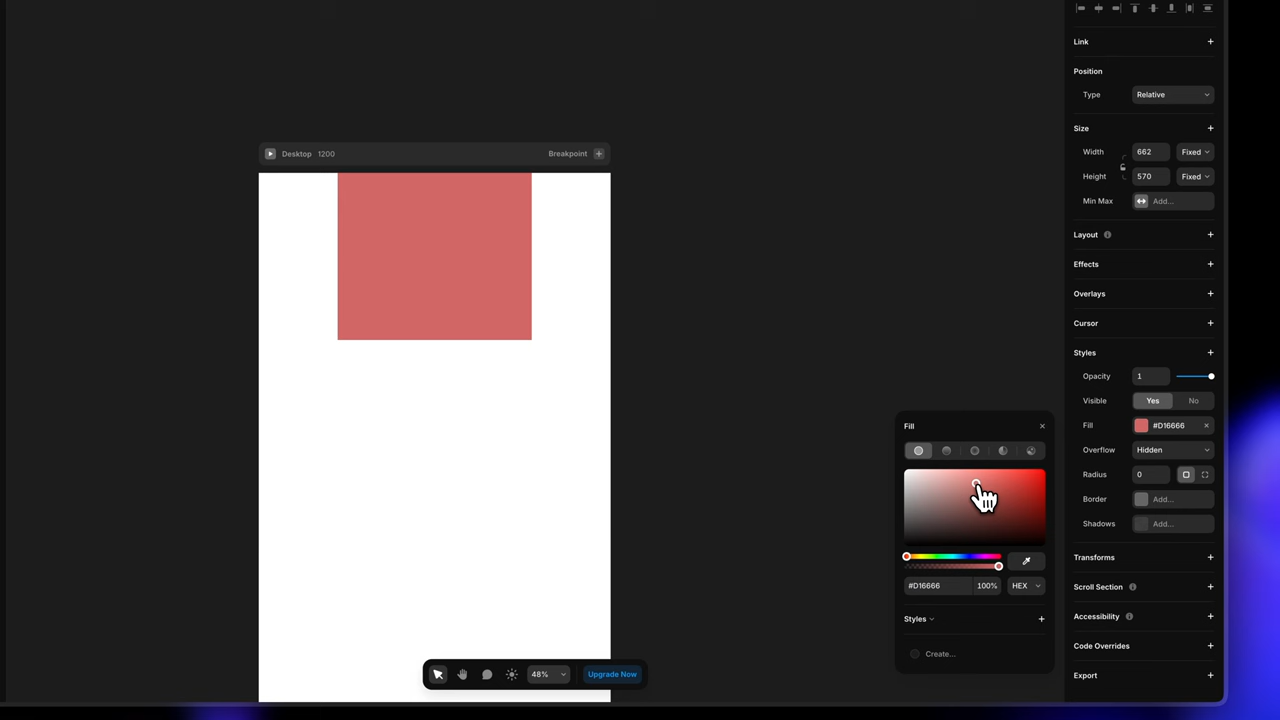 Link
Position
Type Relative
Desktop 1200 Breakpoint
Size
Width 662 Fixed
Height 570 Fixed
Min Max Add...
Layout
Effects
Overlays
Cursor
Styles
Opacity 1
Visible Yes No
Fill #D16666
Overflow Hidden
Radius 0
Border Add...
Shadows Add...
Transforms
Scroll Section
Accessibility
Code Overrides
Export
Fill
#D16666 100% HEX
Styles
Create...
48% Upgrade Now